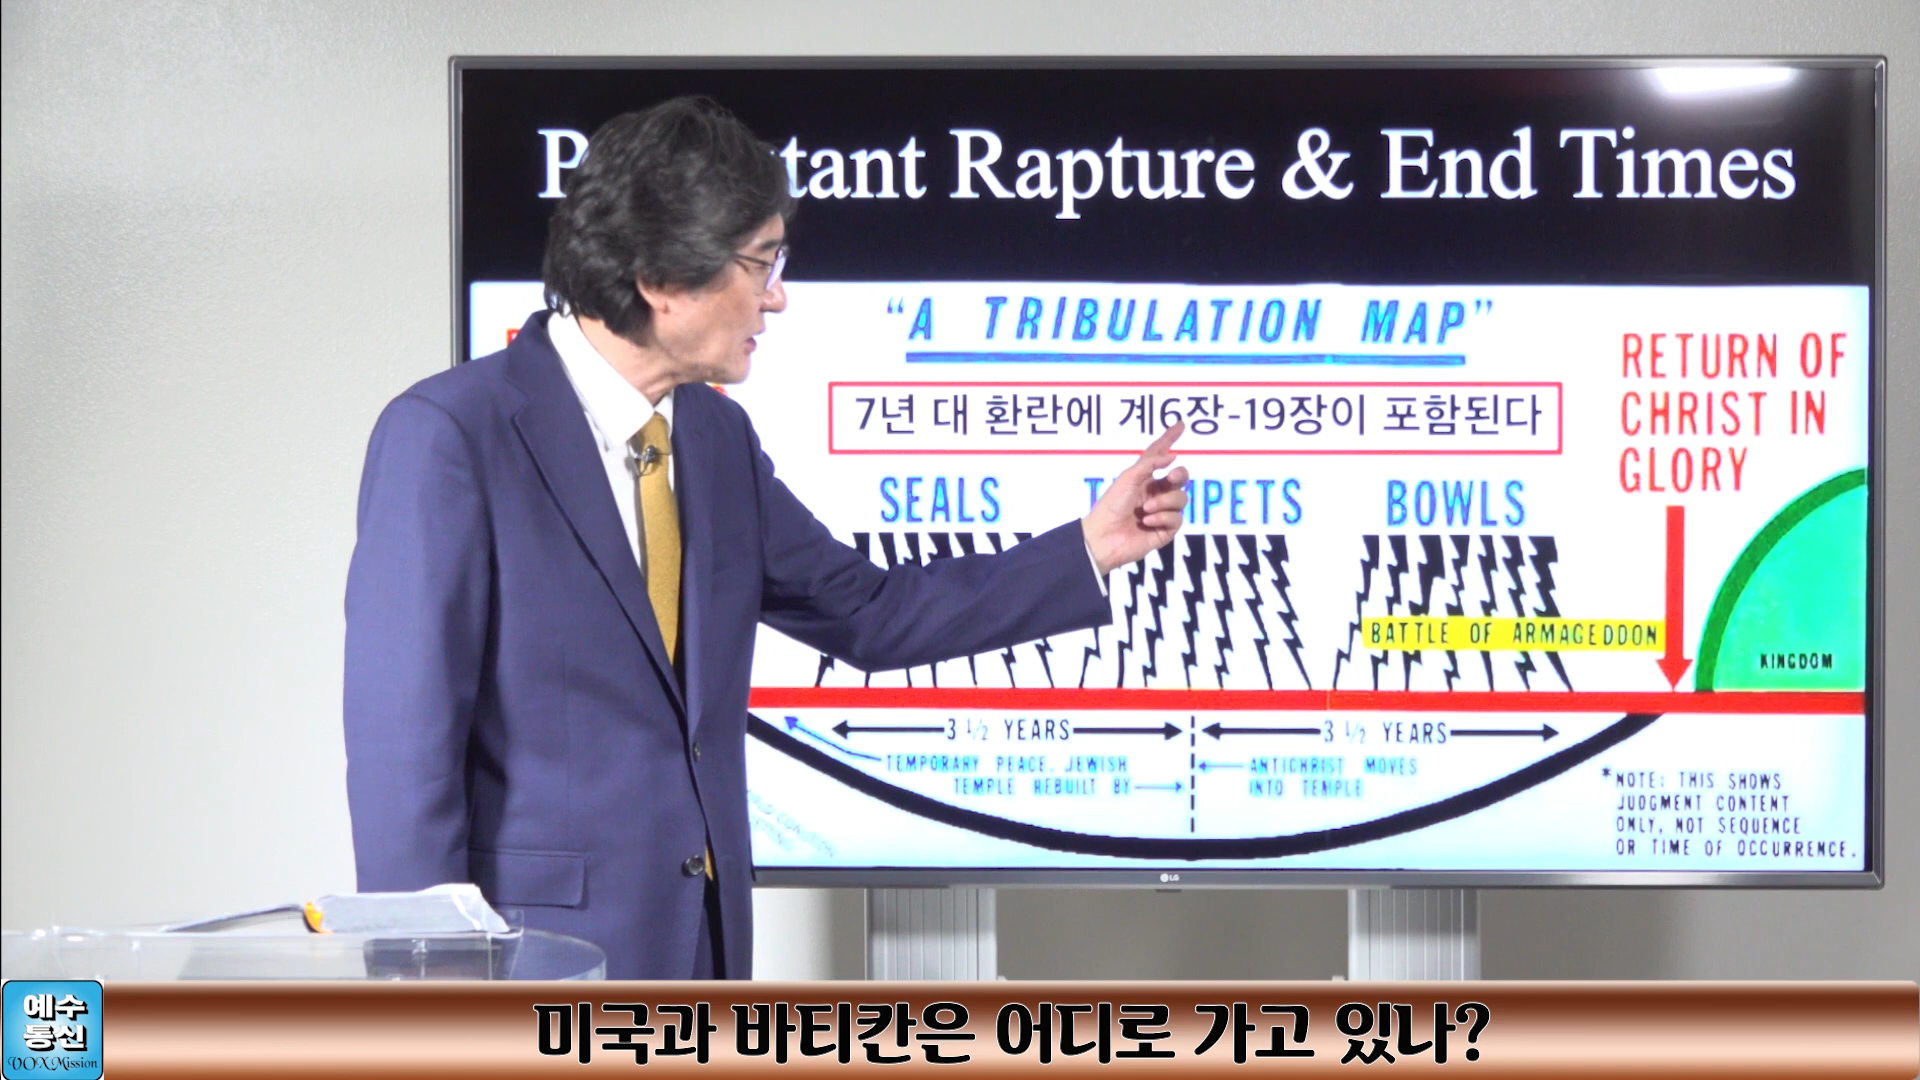 tant Rapture & End Times
“A TRIBULATION MAP”
7년 대 환란에 계6장-19장이 포함된다
RETURN OF
CHRIST IN
GLORY
SEALS
MPETS
BOWLS
BATTLE OF ARMAGEDDON
KINGDOM
3 1/2 YEARS
3 1/2 YEARS
TEMPORARY PEACE. JEWISH
TEMPLE REBUILT BY
ANTICHRIST MOVES
INTO TEMPLE
*NOTE: THIS SHOWS
JUDGMENT CONTENT
ONLY, NOT SEQUENCE
OR TIME OF OCCURRENCE.
LG
예수
통신
VOXMission
미국과 바티칸은 어디로 가고 있나?